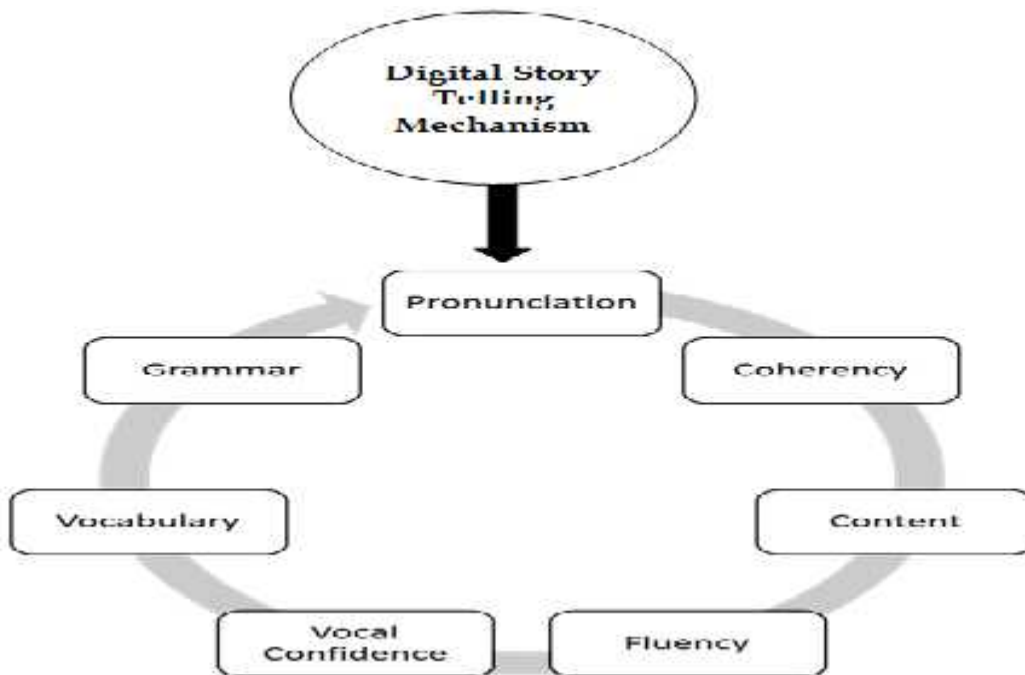 Digital Story
Telling
Mechanism
Pronunciation
Coherency
Content
Fluency
Vocal
Confidence
Vocabulary
Grammar